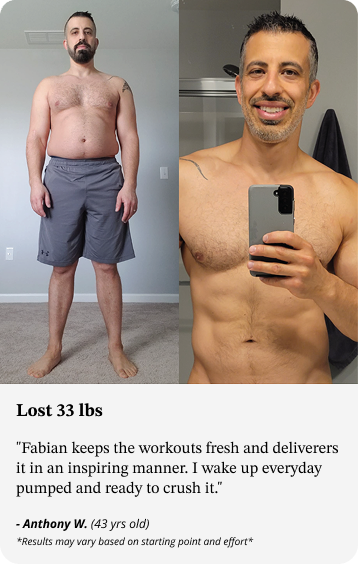 Lost 33 lbs
"Fabian keeps the workouts fresh and deliverers
it in an inspiring manner. I wake up everyday
pumped and ready to crush it."
- Anthony W. (43 yrs old)
*Results may vary based on starting point and effort*